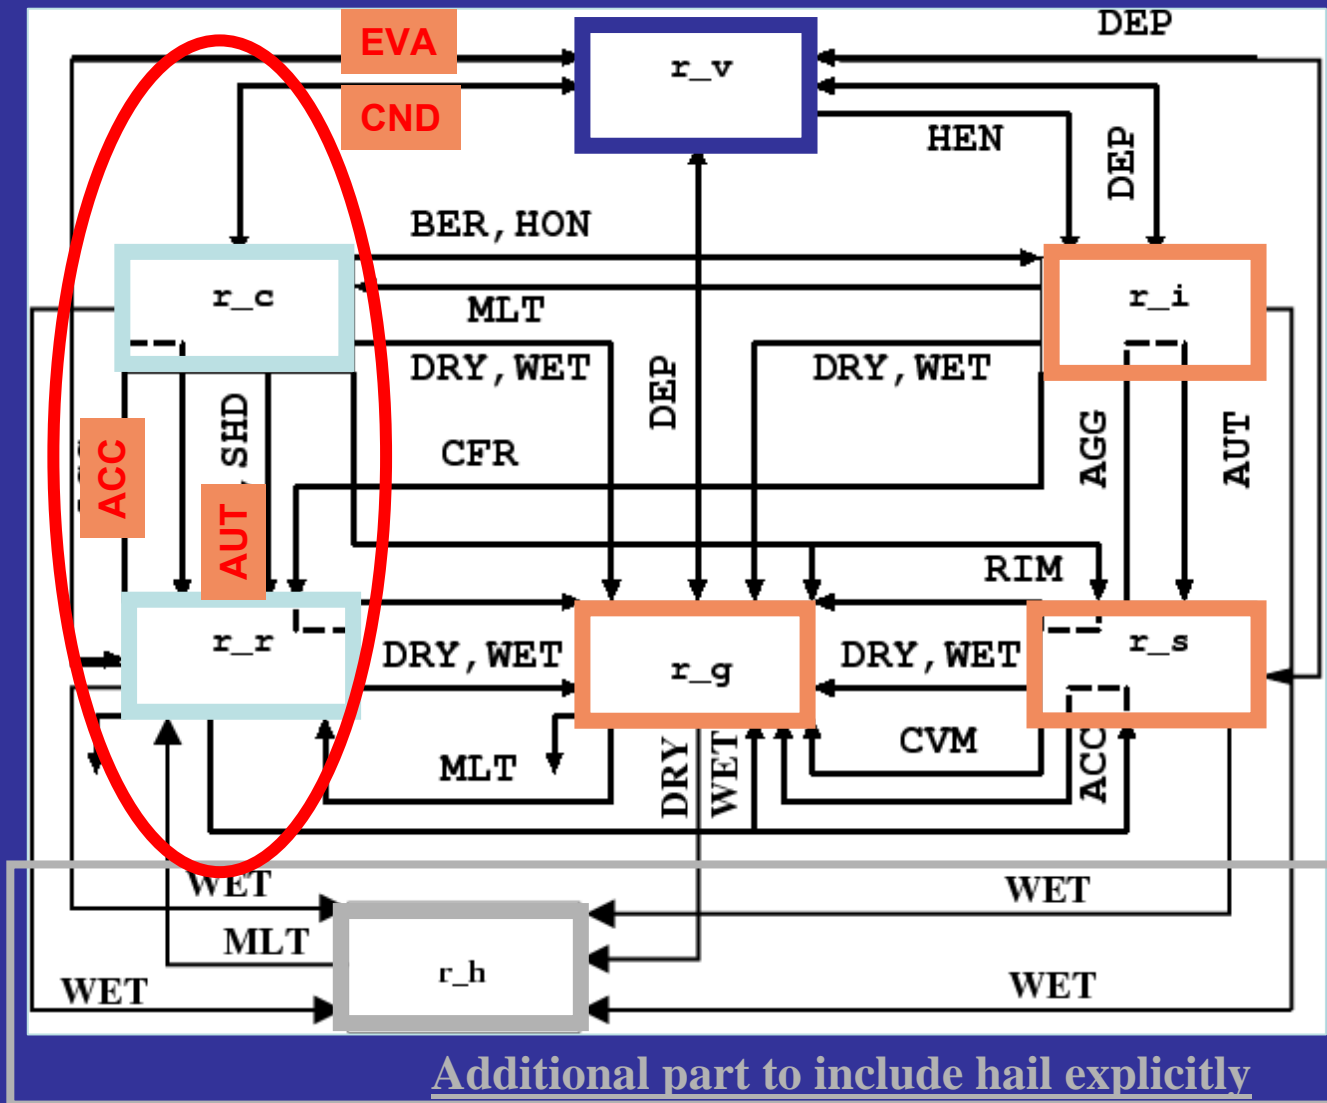 DEP
EVA
r_v
CND
HEN
DEP
BER,HON
r_c
r_i
MLT
DRY,WET
DEP
DRY,WET
SHD
AGG
AUT
CFR
ACC
AUT
RIM
r_r
r_s
DRY,WET
r_g
DRY,WET
CVM
MLT
DRY
WET
ACC
WET
WET
MLT
r_h
WET
WET
Additional part to include hail explicitly